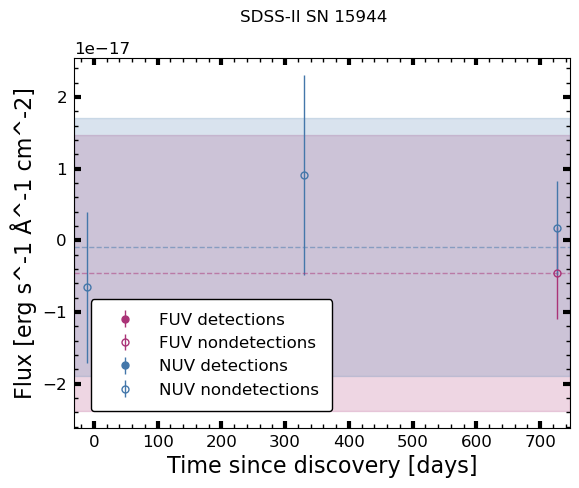 SDSS-II SN 15944
1e−17
Flux [erg s^-1 Å^-1 cm^-2]
2
1
0
−1
−2
FUV detections
FUV nondetections
NUV detections
NUV nondetections
0 100 200 300 400 500 600 700
Time since discovery [days]